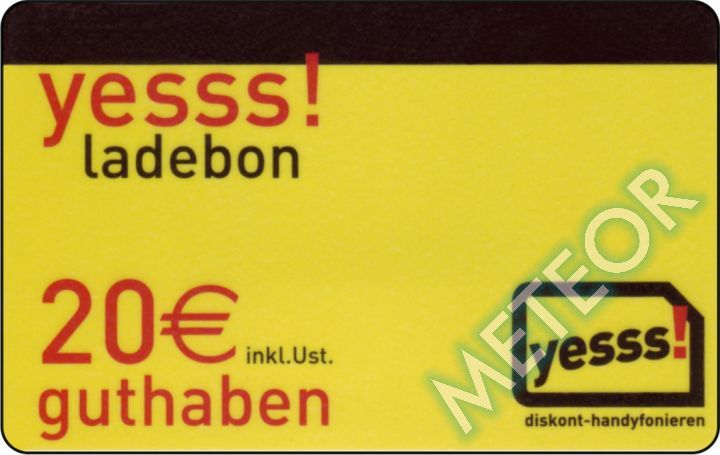 yesss!
ladebon
20€ inkl.Ust.
guthaben
METEOR
yesss!
diskont-handyfonieren